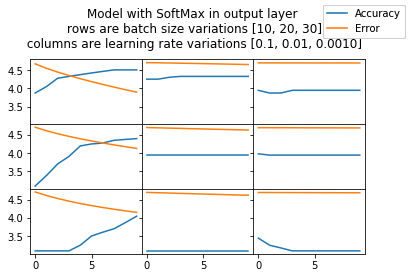 Model with SoftMax in output layer
rows are batch size variations [10, 20, 30]
columns are learning rate variations [0.1, 0.01, 0.0010]
Accuracy
Error
4.5
4.0
3.5
4.5
4.0
3.5
4.5
4.0
3.5
0 5 0 5 0 5